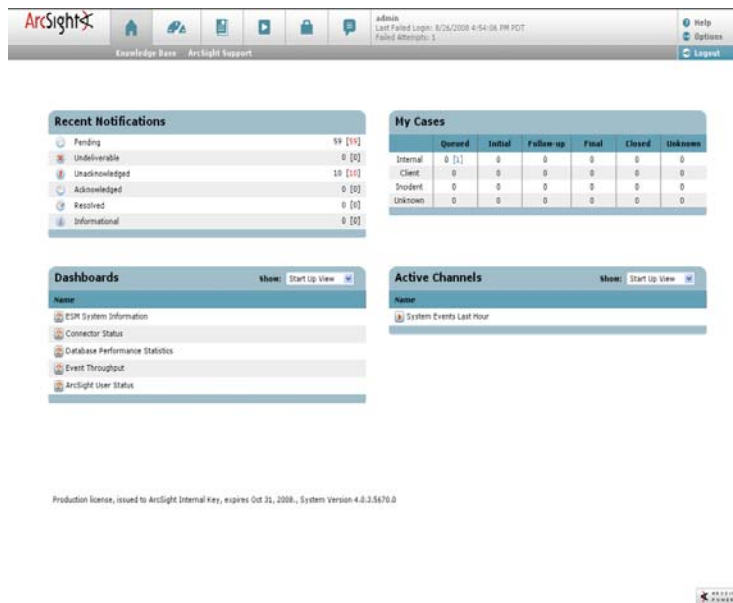 ArcSight
admin
Last Failed Login: 8/26/2008 4:54:06 PM PDT
Failed Attempts: 1
Help
Options
Logout
Knowledge Base ArcSight Support
Recent Notifications
Pending 59 [59]
Undeliverable 0 [0]
Unacknowledged 10 [10]
Acknowledged 0 [0]
Resolved 0 [0]
Informational 0 [0]
My Cases
Queued Initial Follow-up Final Closed Unknown
Internal 0 [1] 0 0 0 0 0
Client 0 0 0 0 0 0
Incident 0 0 0 0 0 0
Unknown 0 0 0 0 0 0
Dashboards Show: Start Up View
Name
ESM System Information
Connector Status
Database Performance Statistics
Event Throughput
ArcSight User Status
Active Channels Show: Start Up View
Name
System Events Last Hour
Production license, issued to ArcSight Internal Key, expires Oct 31, 2008., System Version 4.0.3.5670.0